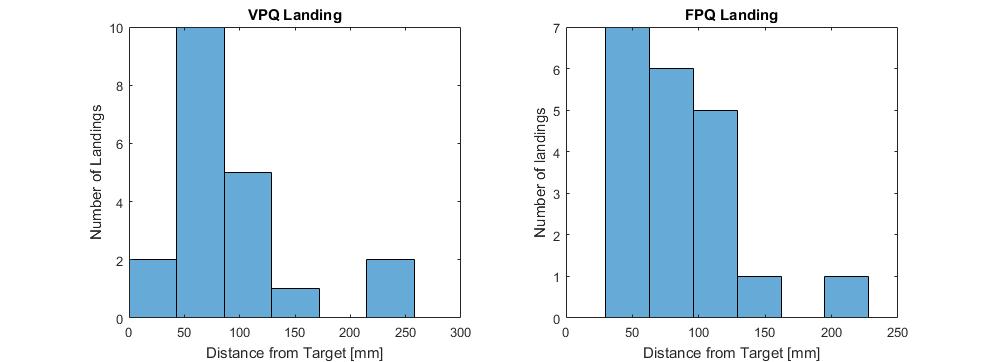 VPQ Landing
10
8
6
4
2
0
Number of Landings
0 50 100 150 200 250 300
Distance from Target [mm]
FPQ Landing
7
6
5
4
3
2
1
0
Number of landings
0 50 100 150 200 250
Distance from Target [mm]